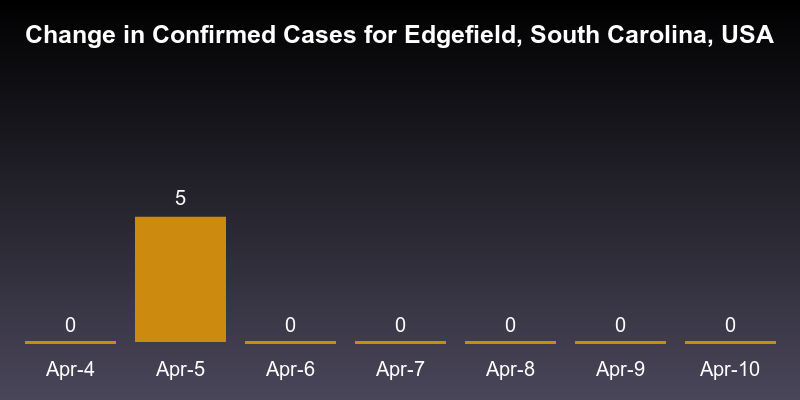 Change in Confirmed Cases for Edgefield, South Carolina, USA
5
0 0 0 0 0 0
Apr-4 Apr-5 Apr-6 Apr-7 Apr-8 Apr-9 Apr-10